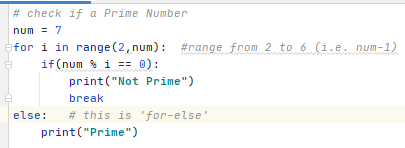 # check if a Prime Number
num = 7
for i in range(2,num):  #range from 2 to 6 (i.e. num-1)
    if(num % i == 0):
        print("Not Prime")
        break
else:   # this is 'for-else'
    print("Prime")